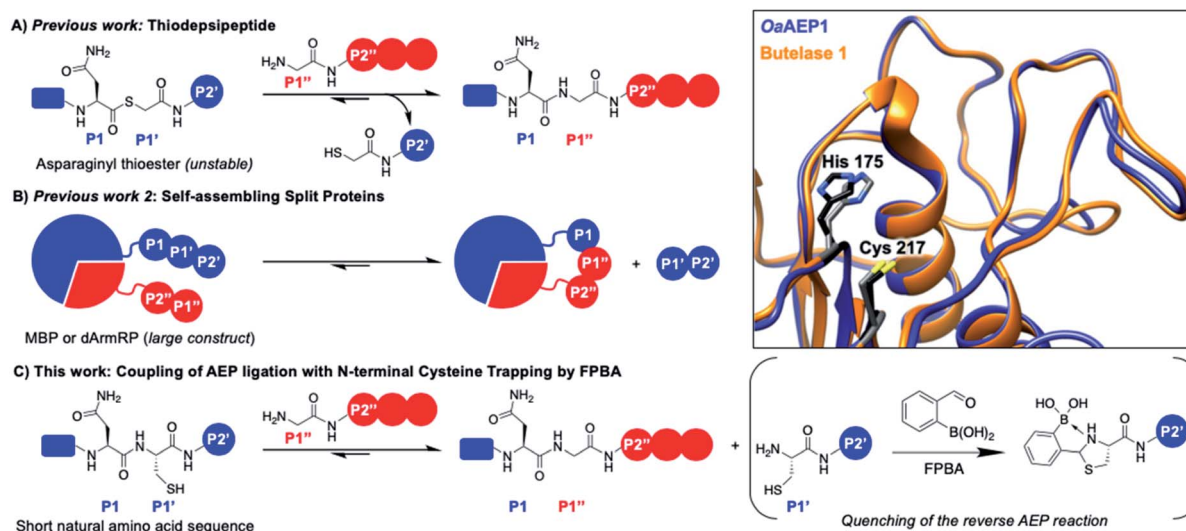 A) Previous work: Thiodepsipeptide
NH₂
O
N
H
O
S
O
N
H
P2'
P1 P1'
Asparaginyl thioester (unstable)
H₂N
O
N
H
P2''
P1''
HS
O
N
H
P2'
NH₂
O
N
H
O
H
N
O
N
H
P2''
P1 P1''
B) Previous work 2: Self-assembling Split Proteins
P1
P1'
P2'
P2''
P1''
MBP or dArmRP (large construct)
P1
P1''
P2''
+
P1' P2'
C) This work: Coupling of AEP ligation with N-terminal Cysteine Trapping by FPBA
NH₂
O
N
H
O
H
N
O
N
H
P2'
SH
P1 P1'
Short natural amino acid sequence
H₂N
O
N
H
P2''
P1''
NH₂
O
N
H
O
H
N
O
N
H
P2''
P1 P1''
+
H₂N
O
N
H
P2'
HS
P1'
O
B(OH)₂
FPBA
HO OH
B
H
N
S
O
N
H
P2'
Quenching of the reverse AEP reaction
OaAEP1
Butelase 1
His 175
Cys 217